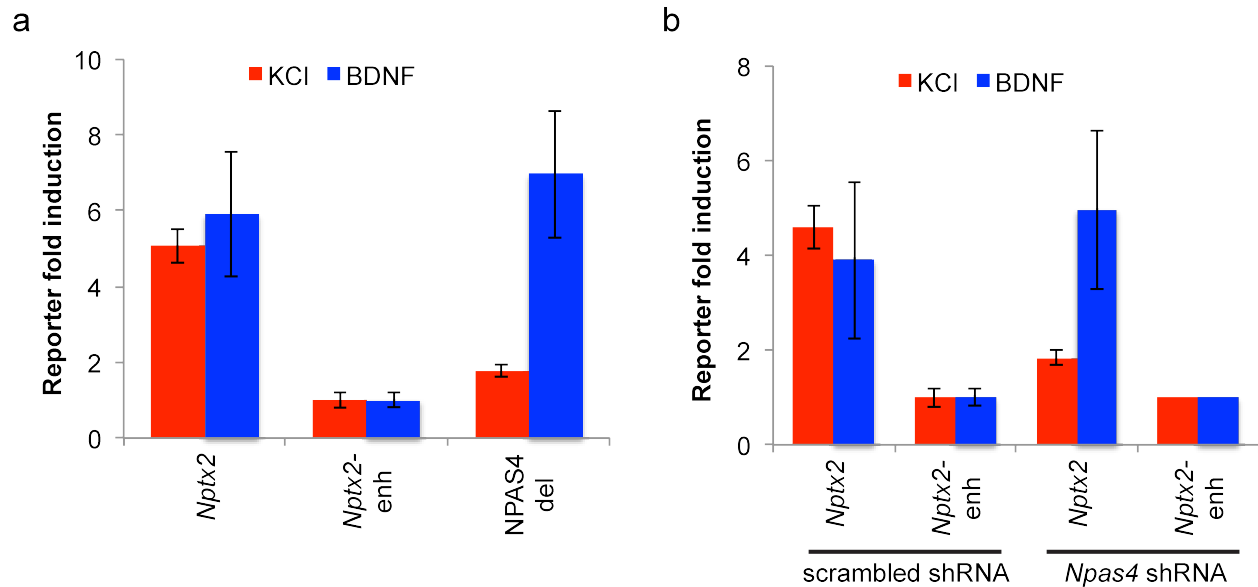 a
10
8
6
4
2
0
Reporter fold induction
KCl BDNF
Nptx2
Nptx2-
enh
NPAS4
del
b
8
6
4
2
0
Reporter fold induction
KCl BDNF
Nptx2
Nptx2-
enh
Nptx2
Nptx2-
enh
scrambled shRNA
Npas4 shRNA